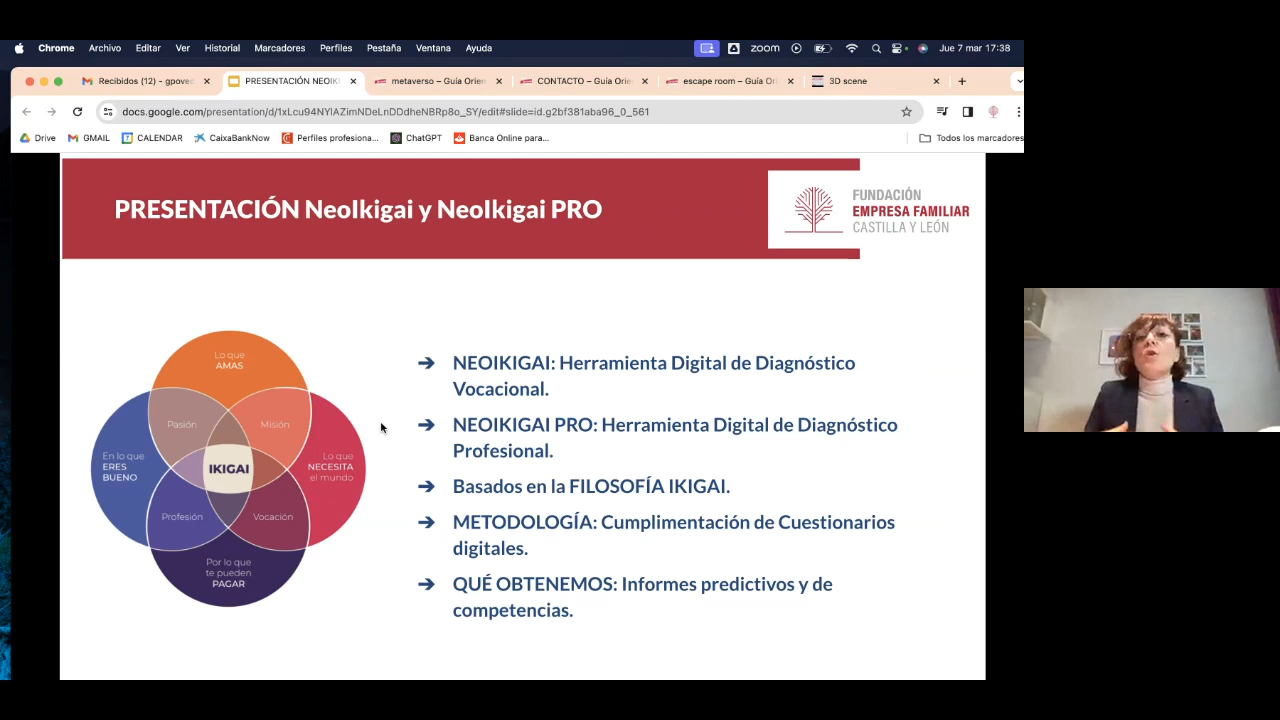 Chrome Archivo Editar Ver Historial Marcadores Perfiles Pestaña Ventana Ayuda zoom Jue 7 mar 17:38
Recibidos (12) - gpovec PRESENTACIÓN NEOIKI metaverso – Guía Orien CONTACTO – Guía Orie escape room – Guía Ori 3D scene
docs.google.com/presentation/d/1xLcu94NYlAZimNDeLnDDdheNBRp8o_SY/edit#slide=id.g2bf381aba96_0_561
Drive GMAIL CALENDAR CaixaBankNow Perfiles profesiona... ChatGPT Banca Online para... Todos los marcadores
PRESENTACIÓN NeoIkigai y NeoIkigai PRO
FUNDACIÓN
EMPRESA FAMILIAR
CASTILLA Y LEÓN
Lo que
AMAS
Pasión
Misión
En lo que
ERES
BUENO
IKIGAI
Lo que
NECESITA
el mundo
Profesión
Vocación
Por lo que
te pueden
PAGAR
➔ NEOIKIGAI: Herramienta Digital de Diagnóstico
Vocacional.
➔ NEOIKIGAI PRO: Herramienta Digital de Diagnóstico
Profesional.
➔ Basados en la FILOSOFÍA IKIGAI.
➔ METODOLOGÍA: Cumplimentación de Cuestionarios
digitales.
➔ QUÉ OBTENEMOS: Informes predictivos y de
competencias.